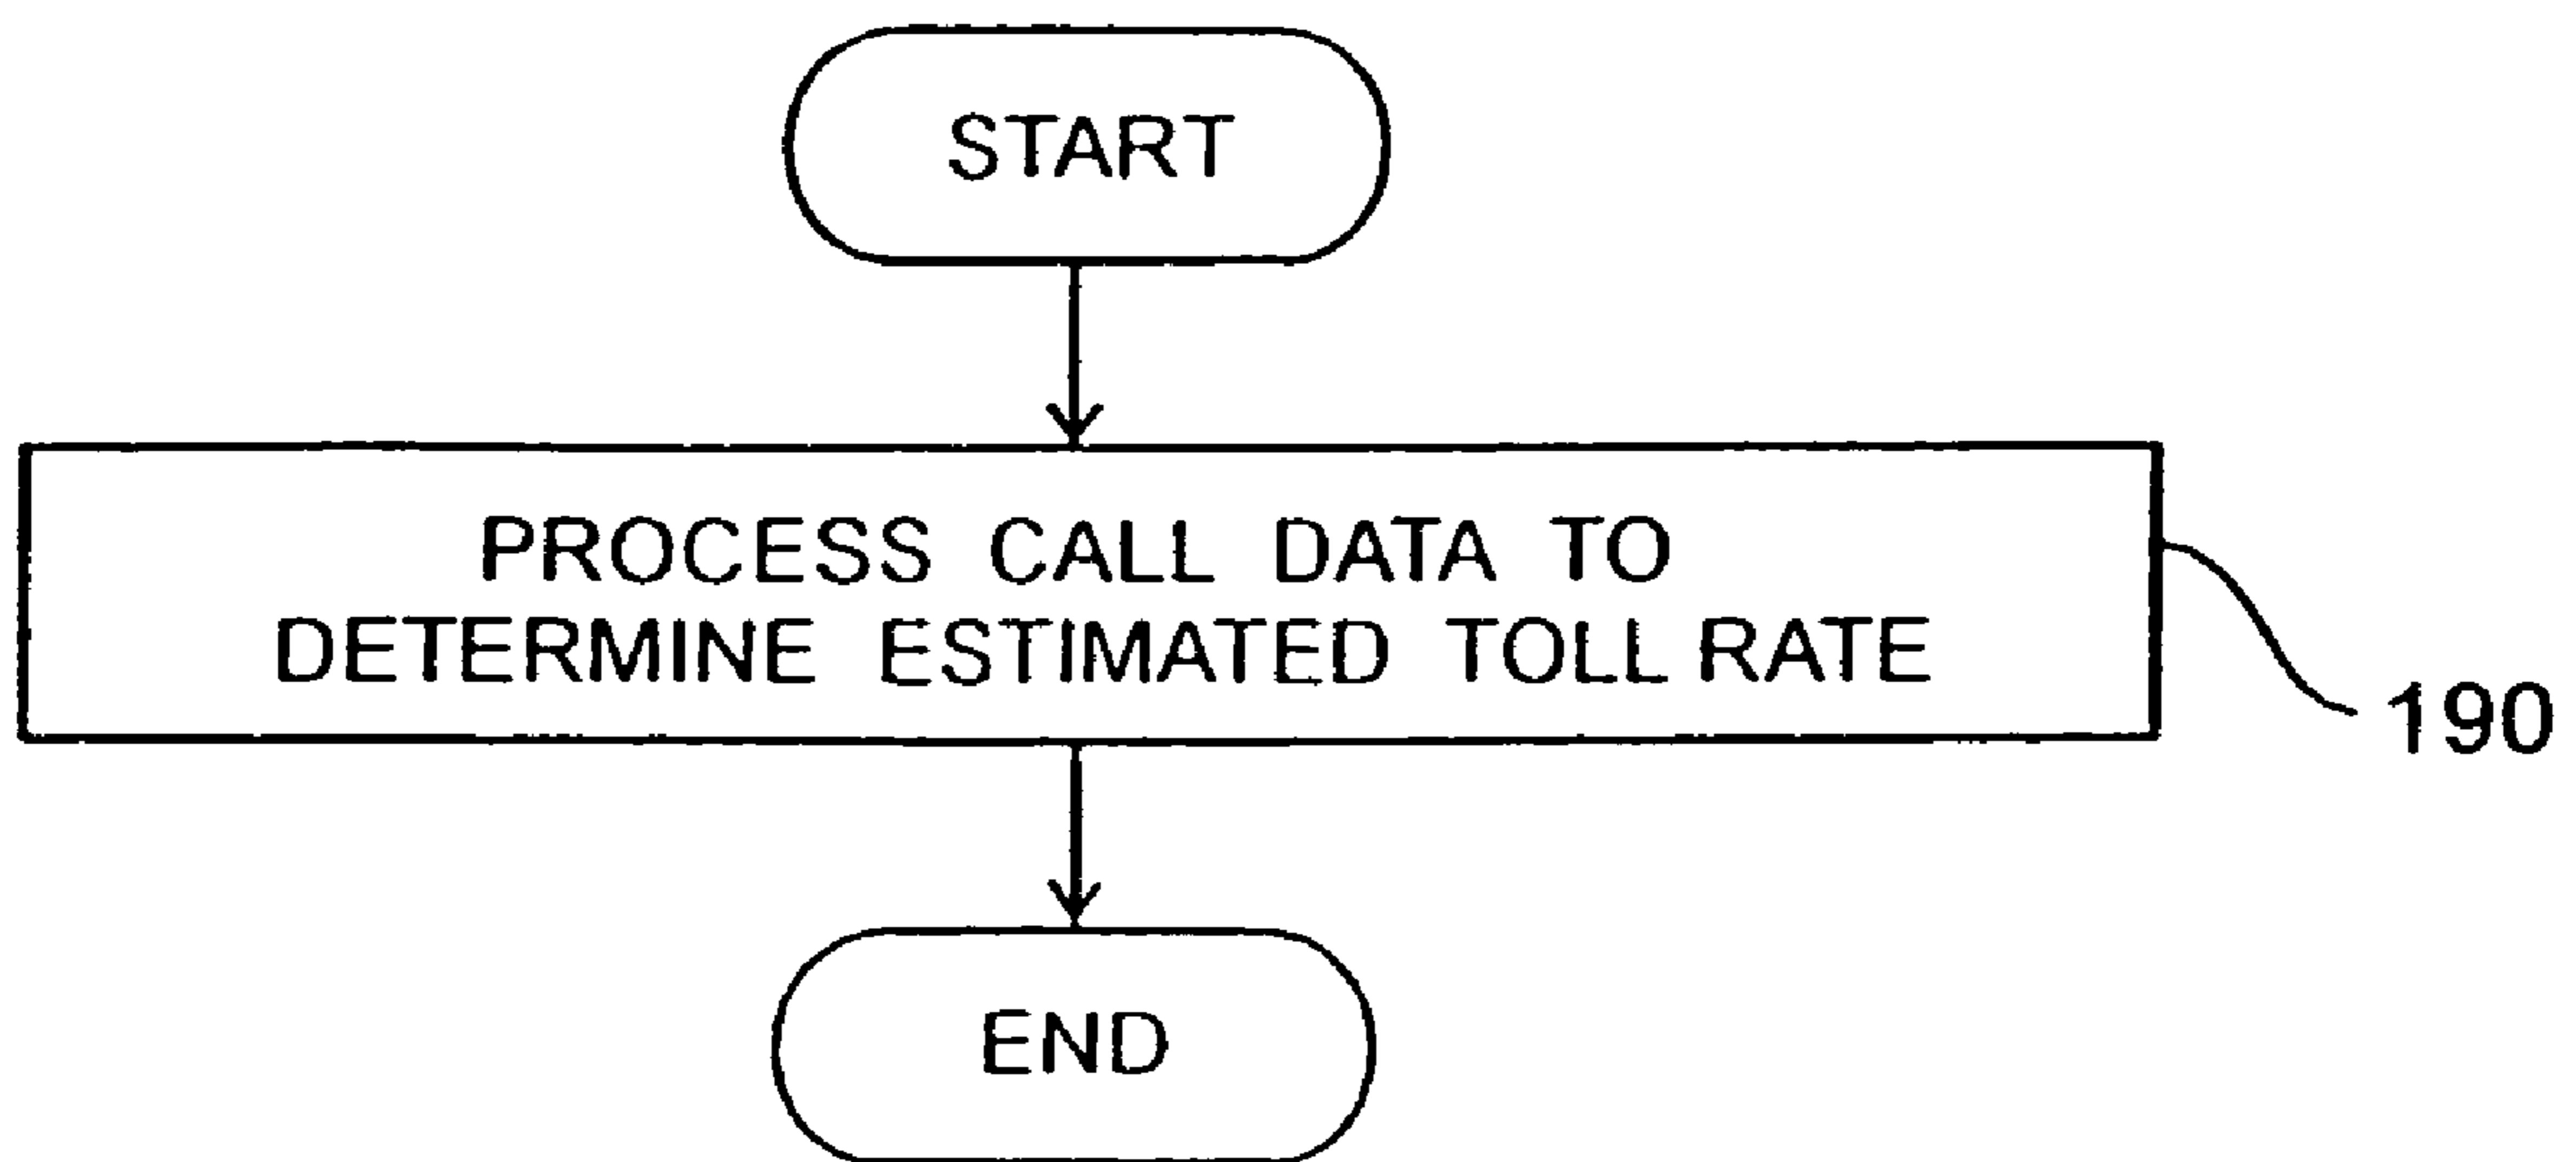 START
PROCESS CALL DATA TO
DETERMINE ESTIMATED TOLL RATE
190
END